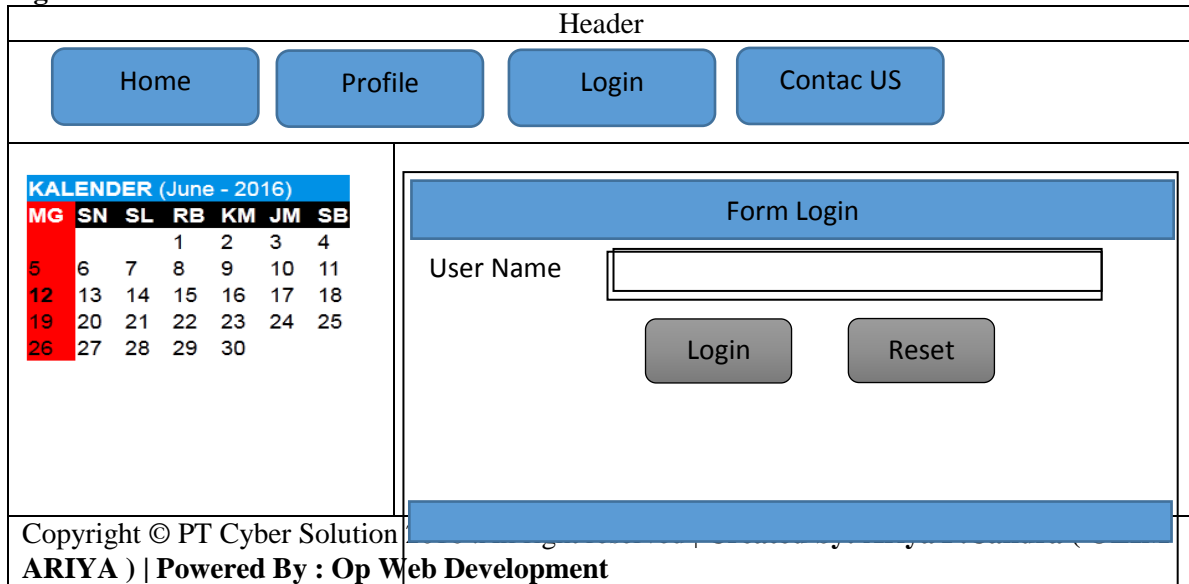 Header
Home Profile Login Contac US
KALENDER (June - 2016)
MG SN SL RB KM JM SB
1 2 3 4
5 6 7 8 9 10 11
12 13 14 15 16 17 18
19 20 21 22 23 24 25
26 27 28 29 30
Form Login
User Name
Login Reset
Copyright © PT Cyber Solution
ARIYA ) | Powered By : Op Web Development